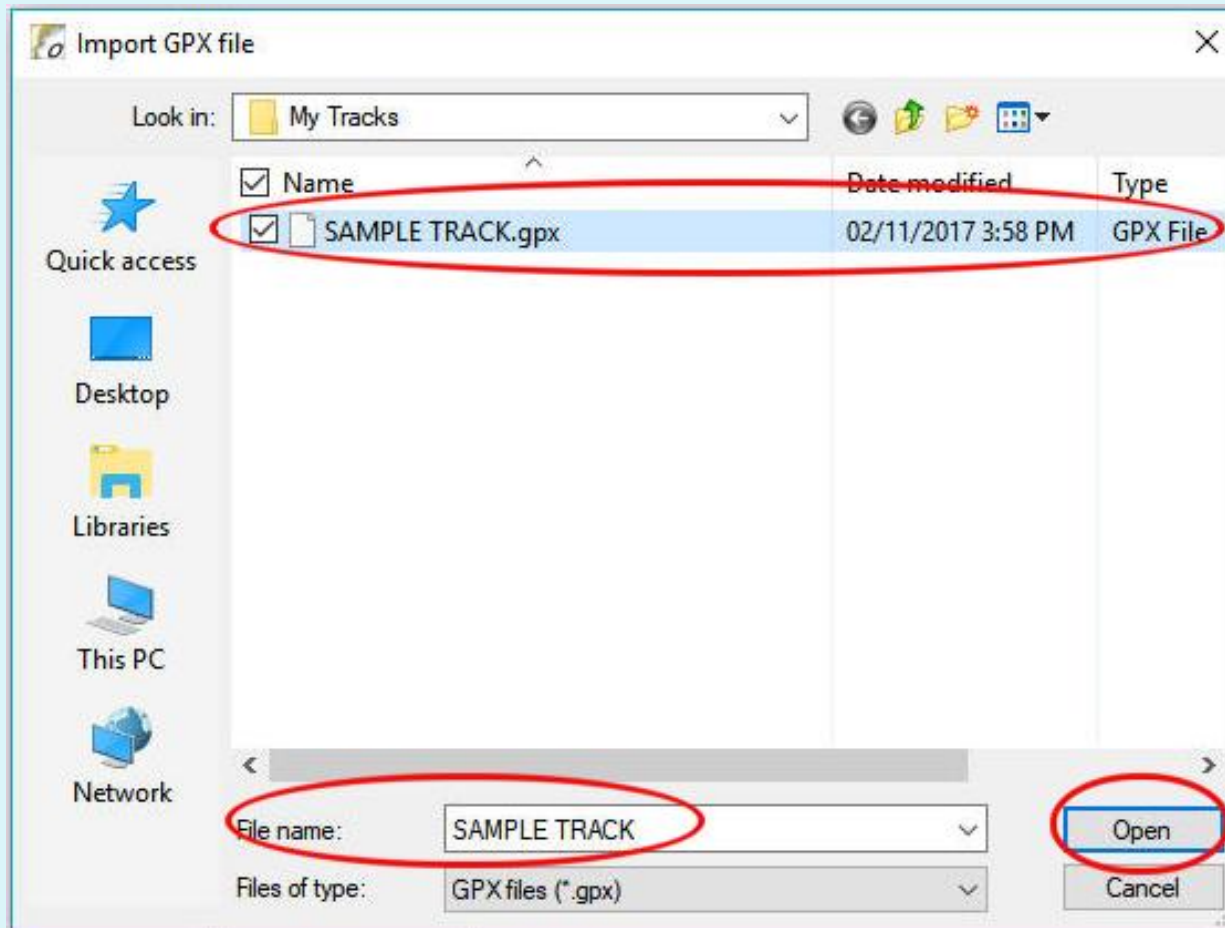 Import GPX file
Look in: My Tracks
Name Date modified Type
SAMPLE TRACK.gpx 02/11/2017 3:58 PM GPX File
Quick access
Desktop
Libraries
This PC
Network
File name: SAMPLE TRACK Open
Files of type: GPX files (*.gpx) Cancel